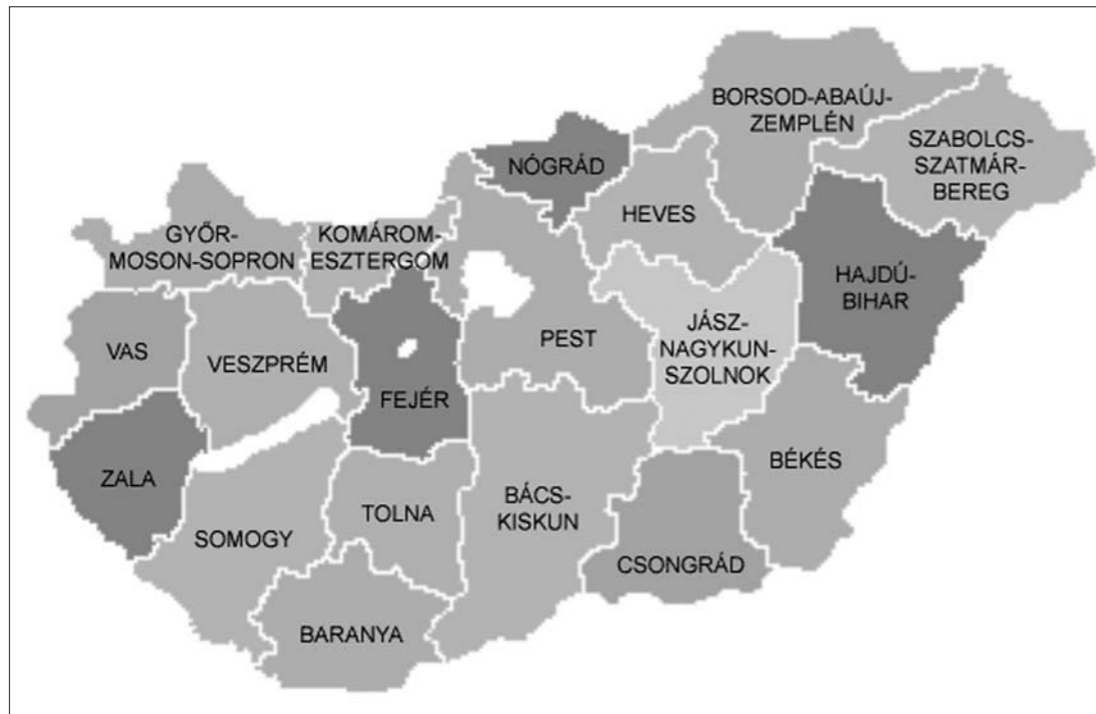 BORSOD-ABAÚJ-
ZEMPLÉN
SZABOLCS-
SZATMÁR-
BEREG
NÓGRÁD
HEVES
GYŐR-
MOSON-SOPRON
KOMÁROM-
ESZTERGOM
HAJDÚ-
BIHAR
JÁSZ-
NAGYKUN-
SZOLNOK
PEST
VAS
VESZPRÉM
FEJÉR
ZALA
BÉKÉS
SOMOGY
TOLNA
BÁCS-
KISKUN
CSONGRÁD
BARANYA